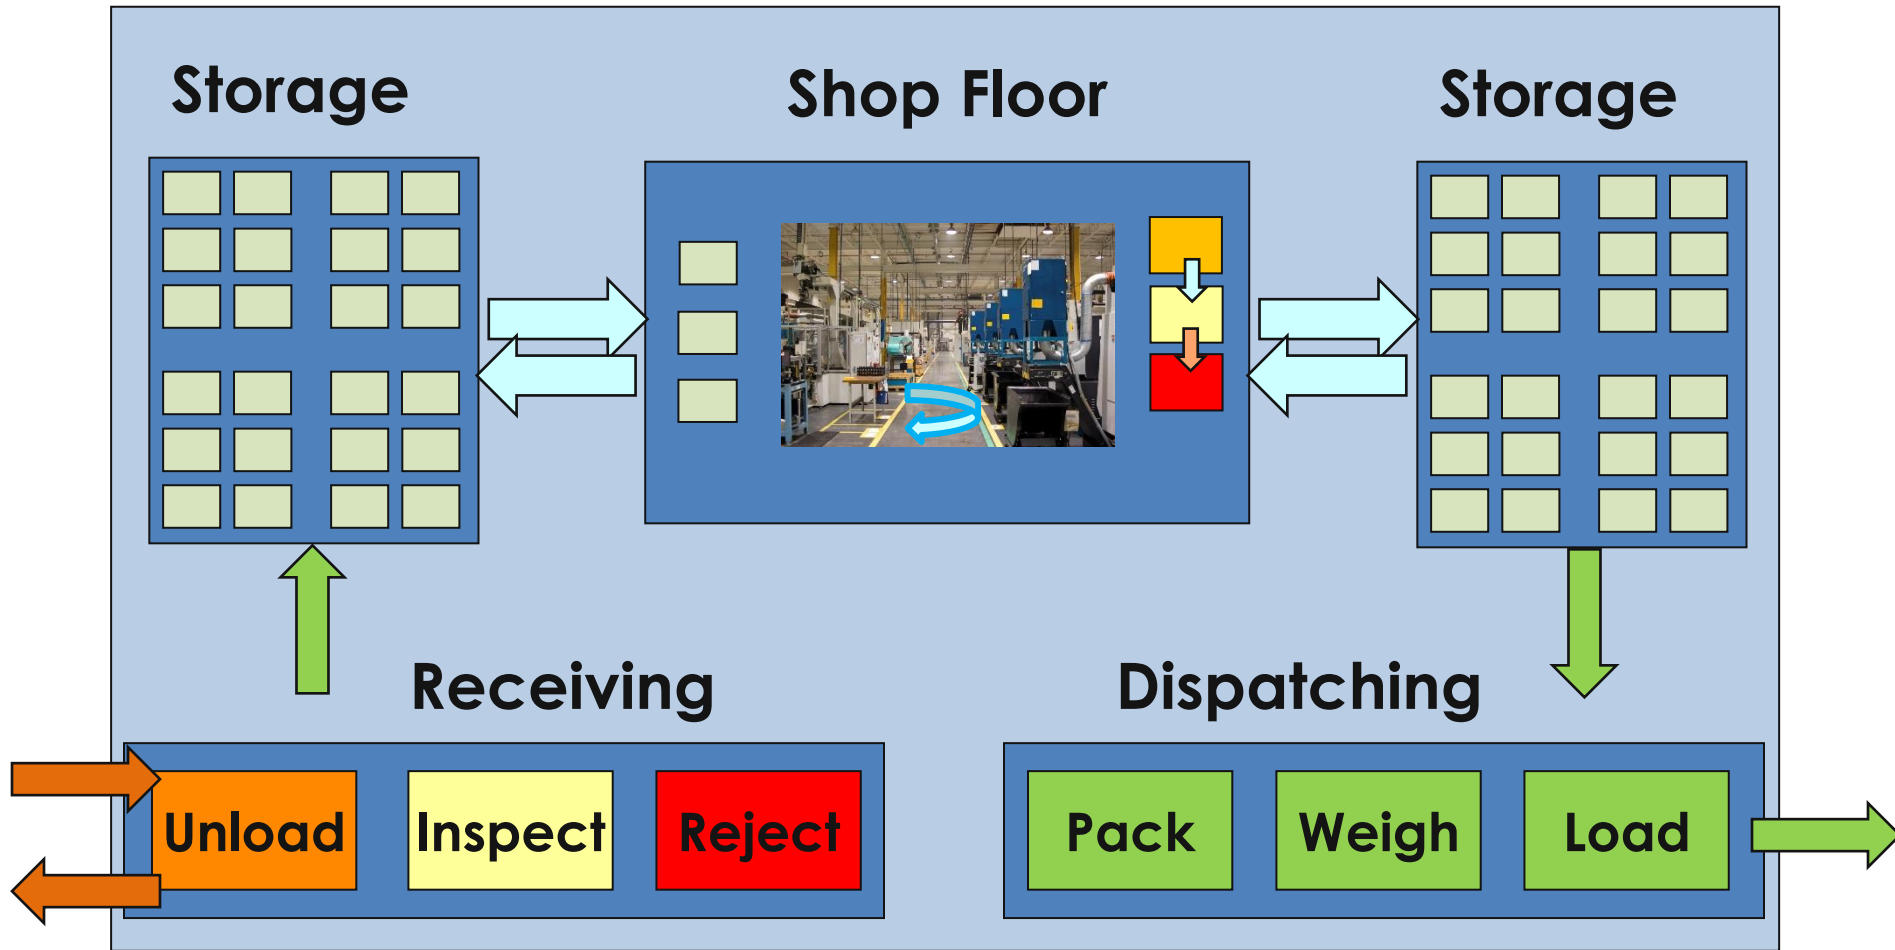 Storage
Shop Floor
Storage
Receiving
Dispatching
Unload
Inspect
Reject
Pack
Weigh
Load